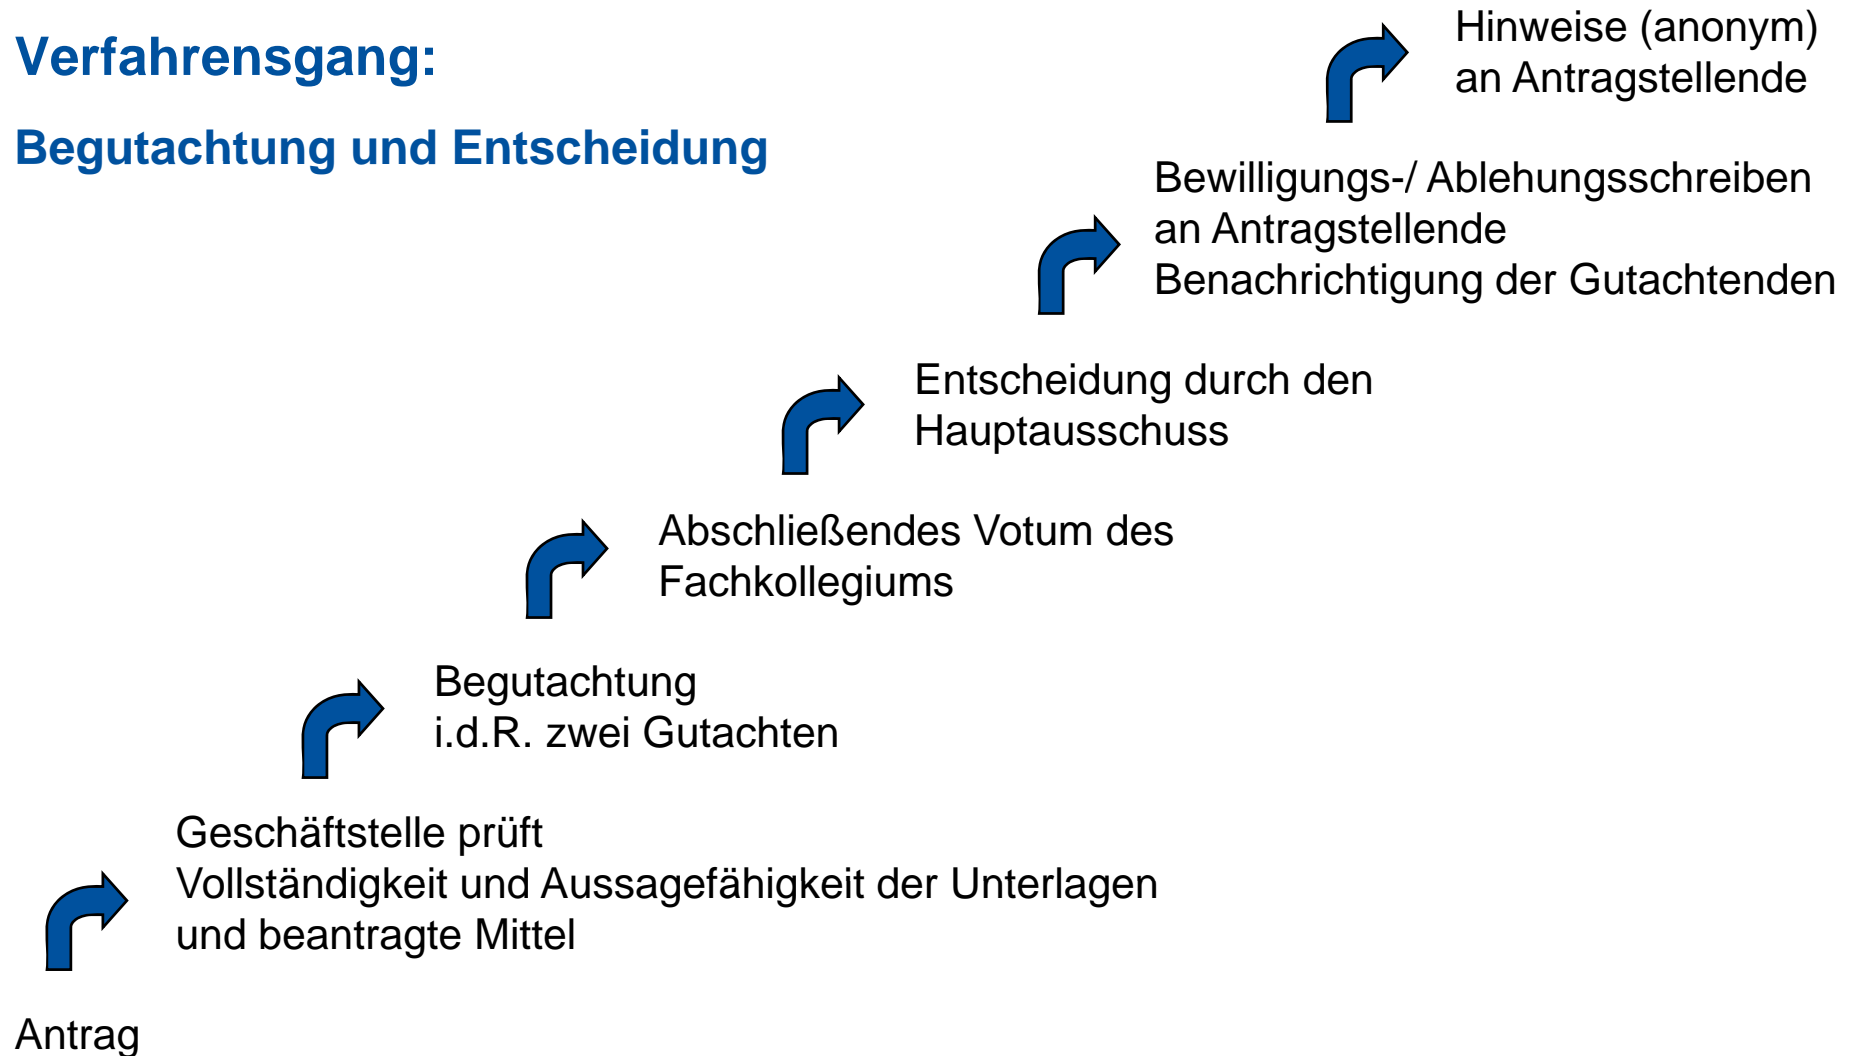 Verfahrensgang:
Begutachtung und Entscheidung
Hinweise (anonym)
an Antragstellende
Bewilligungs-/ Ablehungsschreiben
an Antragstellende
Benachrichtigung der Gutachtenden
Entscheidung durch den
Hauptausschuss
Abschließendes Votum des
Fachkollegiums
Begutachtung
i.d.R. zwei Gutachten
Geschäftstelle prüft
Vollständigkeit und Aussagefähigkeit der Unterlagen
und beantragte Mittel
Antrag